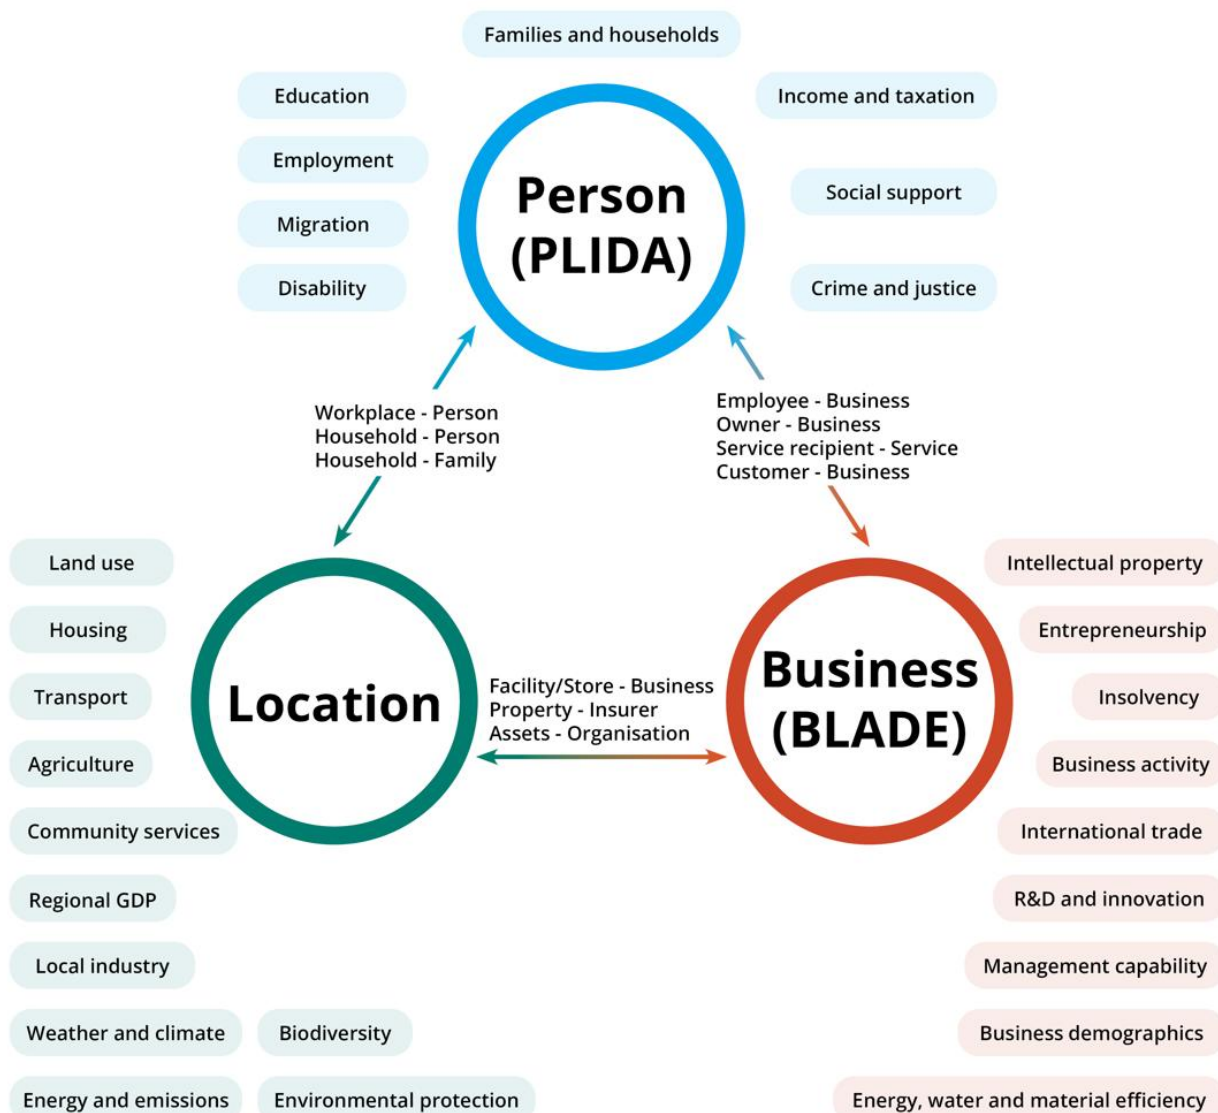 Families and households
Education
Income and taxation
Employment
Social support
Migration
Disability
Crime and justice
Person
(PLIDA)
Workplace - Person
Household - Person
Household - Family
Employee - Business
Owner - Business
Service recipient - Service
Customer - Business
Land use
Housing
Transport
Agriculture
Community services
Regional GDP
Local industry
Weather and climate
Biodiversity
Energy and emissions
Environmental protection
Location
Facility/Store - Business
Property - Insurer
Assets - Organisation
Business
(BLADE)
Intellectual property
Entrepreneurship
Insolvency
Business activity
International trade
R&D and innovation
Management capability
Business demographics
Energy, water and material efficiency